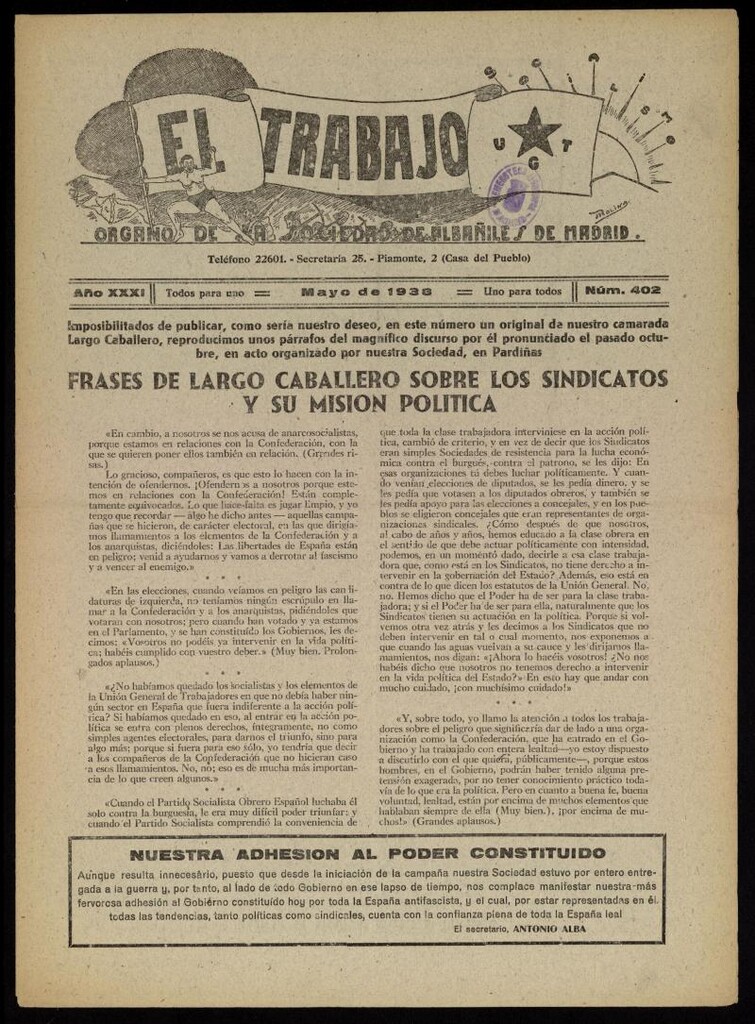 SOCIALISMO
EL TRABAJO
U G T
ORGANO DE LA SOCIEDAD DE ALBAÑILES DE MADRID.
Teléfono 22601. - Secretaría 25. - Piamonte, 2 (Casa del Pueblo)
Año XXXI Todos para uno Mayo de 1938 Uno para todos Núm. 402
Imposibilitados de publicar, como sería nuestro deseo, en este número un original de nuestro camarada
Largo Caballero, reproducimos unos párrafos del magnífico discurso por él pronunciado el pasado octu-
bre, en acto organizado por nuestra Sociedad, en Pardiñas
FRASES DE LARGO CABALLERO SOBRE LOS SINDICATOS
Y SU MISION POLITICA
«En cambio, a nosotros se nos acusa de anarcosocialistas,
porque estamos en relaciones con la Confederación, con la
que se quieren poner ellos también en relación. (Grandes ri-
sas.)
Lo gracioso, compañeros, es que esto lo hacen con la in-
tención de ofendernos. ¡Ofendern a nosotros porque este-
mos en relaciones con la Confederación! Están comple-
tamente equivocados. Lo que hace falta es jugar limpio, y yo
tengo que recordar — algo he dicho antes — aquellas campa-
ñas que se hicieron, de carácter electoral, en las que dirigía-
mos llamamientos a los elementos de la Confederación y a
los anarquistas, diciéndoles: Las libertades de España están
en peligro; venid a ayudarnos y vamos a derrotar al fascismo
y a vencer al enemigo.»
* * *
«En las elecciones, cuando veíamos en peligro las candi-
daturas de izquierda, no teníamos ningún escrúpulo en lla-
mar a la Confederación y a los anarquistas, pidiéndoles que
votaran con nosotros; pero cuando han votado y ya estamos
en el Parlamento, y se han constituído los Gobiernos, les de-
cimos: «Vosotros no podéis ya intervenir en la vida políti-
ca; habéis cumplido con vuestro deber.» (Muy bien. Prolon-
gados aplausos.)
* * *
«¿No habíamos quedado los socialistas y los elementos de
la Unión General de Trabajadores en que no debía haber nin-
gún sector en España que fuera indiferente a la acción polí-
tica? Si habíamos quedado en eso, al entrar en la acción po-
lítica se entra con plenos derechos, íntegramente, no como
simples agentes electorales, para darnos el triunfo, sino para
algo más; porque si fuera para eso sólo, yo tendría que decir
a los compañeros de la Confederación que no hicieran caso
a esos llamamientos. No, no; eso es de mucha más importan-
cia de lo que creen algunos.»
* * *
«Cuando el Partido Socialista Obrero Español luchaba él
solo contra la burguesía, le era muy difícil poder triunfar; y
cuando el Partido Socialista comprendió la conveniencia de
que toda la clase trabajadora interviniese en la acción polí-
tica, cambió de criterio, y en vez de decir que los Sindicatos
eran simples Sociedades de resistencia para la lucha econó-
mica contra el burgués, contra el patrono, se les dijo: En
esas organizaciones tú debes luchar políticamente. Y cuan-
do venían elecciones de diputados, se les pedía dinero, y se
les pedía que votasen a los diputados obreros, y también se
les pedía apoyo para las elecciones a concejales, y en los pue-
blos se eligieron concejales que eran representantes de orga-
nizaciones sindicales. ¿Cómo después de que nosotros,
al cabo de años y años, hemos educado a la clase obrera en
el sentido de que debe actuar políticamente con intensidad,
podemos, en un momento dado, decirle a esa clase trabajado-
ra que, como está en los Sindicatos, no tiene derecho a in-
tervenir en la gobernación del Estado? Además, eso está en
contra de lo que dicen los estatutos de la Unión General. No,
no. Hemos dicho que el Poder ha de ser para la clase traba-
jadora; y si el Poder ha de ser para ella, naturalmente que los
Sindicatos tienen su actuación en la política. Porque si vol-
vemos otra vez atrás y les decimos a los Sindicatos que no
deben intervenir en tal o cual momento, nos exponemos a
que cuando las aguas vuelvan a su cauce y les dirijamos lla-
mamientos, nos digan: «¡Ahora lo hacéis vosotros! ¿No nos
habéis dicho que nosotros no tenemos derecho a intervenir
en la vida política del Estado?» En esto hay que andar con
mucho cuidado, ¡con muchísimo cuidado!»
* * *
«Y, sobre todo, yo llamo la atención a todos los trabaja-
dores sobre el peligro que significaría dar de lado a una or-
ganización como la Confederación, que ha entrado en el Go-
bierno y ha trabajado con entera lealtad—yo estoy dispuesto
a discutirlo con el que quiera, públicamente—, porque estos
hombres, en el Gobierno, podrán haber tenido alguna pre-
tensión exagerada, por no tener conocimiento práctico toda-
vía de lo que era la política. Pero en cuanto a buena fe, buena
voluntad, lealtad, están por encima de muchos elementos que
hablaban siempre de ella (Muy bien.), ¡por encima de mu-
chos!» (Grandes aplausos.)
NUESTRA ADHESION AL PODER CONSTITUIDO
Aunque resulta innecesario, puesto que desde la iniciación de la campaña nuestra Sociedad estuvo por entero entre-
gada a la guerra y, por tanto, al lado de todo Gobierno en ese lapso de tiempo, nos complace manifestar nuestra más
fervorosa adhesión al Gobiérno constituído hoy por toda la España antifascista, y el cual, por estar representadas en él
todas las tendencias, tanto políticas como sindicales, cuenta con la confianza plena de toda la España leal
El secretario, ANTONIO ALBA